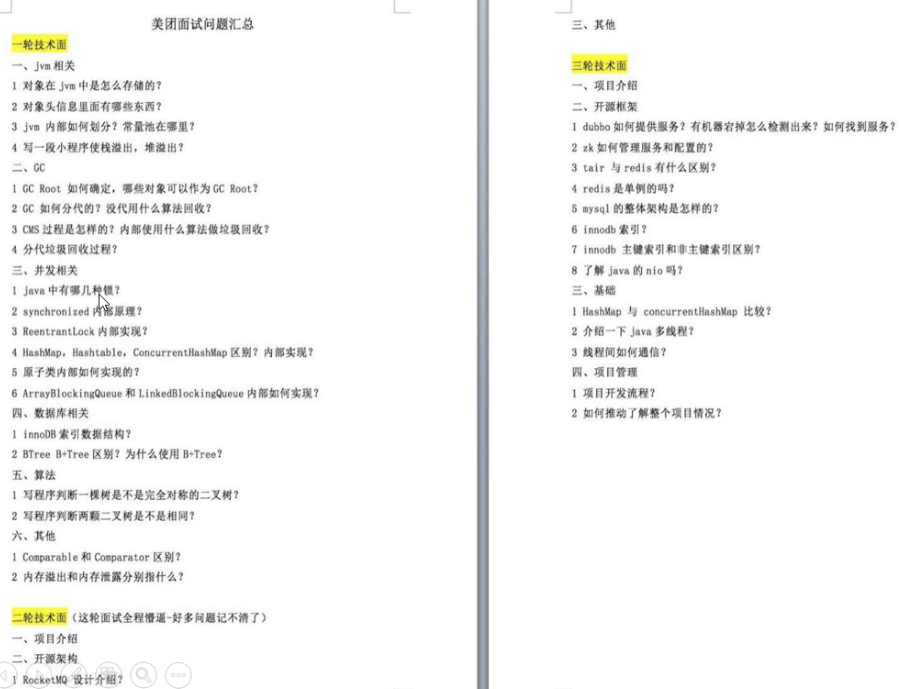 美团面试问题汇总
一轮技术面
一、jvm 相关
1 对象在 jvm 中是怎么存储的？
2 对象头信息里面有哪些东西？
3 jvm 内部如何划分？常量池在哪里？
4 写一段小程序使栈溢出，堆溢出？
二、GC
1 GC Root 如何确定，哪些对象可以作为 GC Root？
2 GC 如何分代的？没代用什么算法回收？
3 CMS 过程是怎样的？内部使用什么算法做垃圾回收？
4 分代垃圾回收过程？
三、并发相关
1 java 中有哪几种锁？
2 synchronized 内部原理？
3 ReentrantLock 内部实现？
4 HashMap，Hashtable，ConcurrentHashMap 区别？内部实现？
5 原子类内部如何实现的？
6 ArrayBlockingQueue 和 LinkedBlockingQueue 内部如何实现？
四、数据库相关
1 innoDB 索引数据结构？
2 BTree B+Tree 区别？为什么使用 B+Tree？
五、算法
1 写程序判断一棵树是不是完全对称的二叉树？
2 写程序判断两颗二叉树是不是相同？
六、其他
1 Comparable 和 Comparator 区别？
2 内存溢出和内存泄露分别指什么？
二轮技术面（这轮面试全程懵逼-好多问题记不清了）
一、项目介绍
二、开源架构
1 RocketMQ 设计介绍？
三、其他
三轮技术面
一、项目介绍
二、开源框架
1 dubbo 如何提供服务？有机器宕掉怎么检测出来？如何找到服务？
2 zk 如何管理服务和配置的？
3 tair 与 redis 有什么区别？
4 redis 是单例的吗？
5 mysql 的整体架构是怎样的？
6 innodb 索引？
7 innodb 主键索引和非主键索引区别？
8 了解 java 的 nio 吗？
三、基础
1 HashMap 与 concurrentHashMap 比较？
2 介绍一下 java 多线程？
3 线程间如何通信？
四、项目管理
1 项目开发流程？
2 如何推动了解整个项目情况？